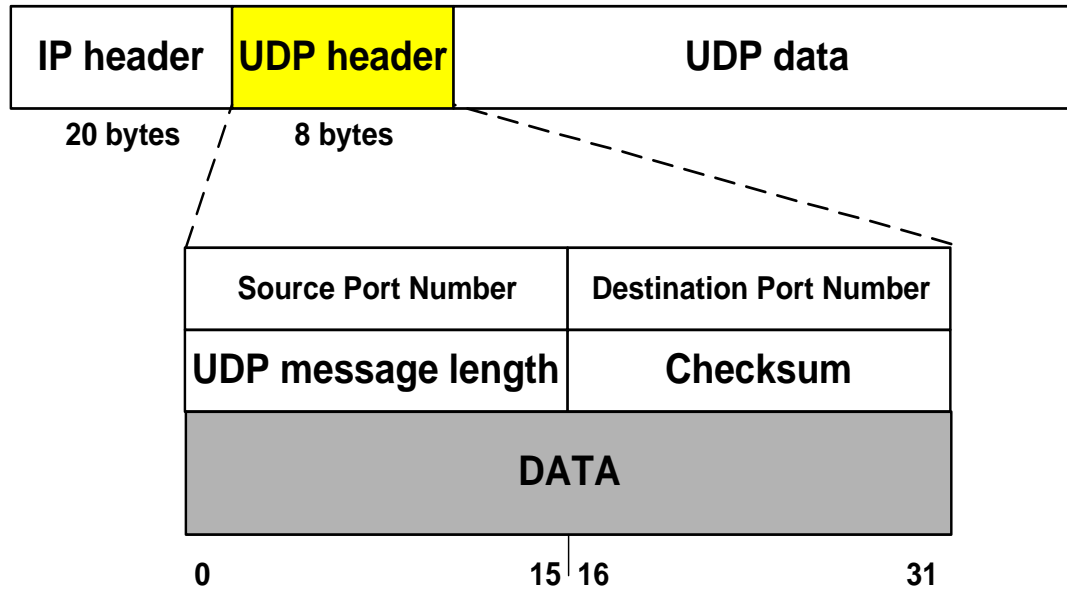 IP header UDP header UDP data
20 bytes 8 bytes
Source Port Number Destination Port Number
UDP message length Checksum
DATA
0 15 16 31